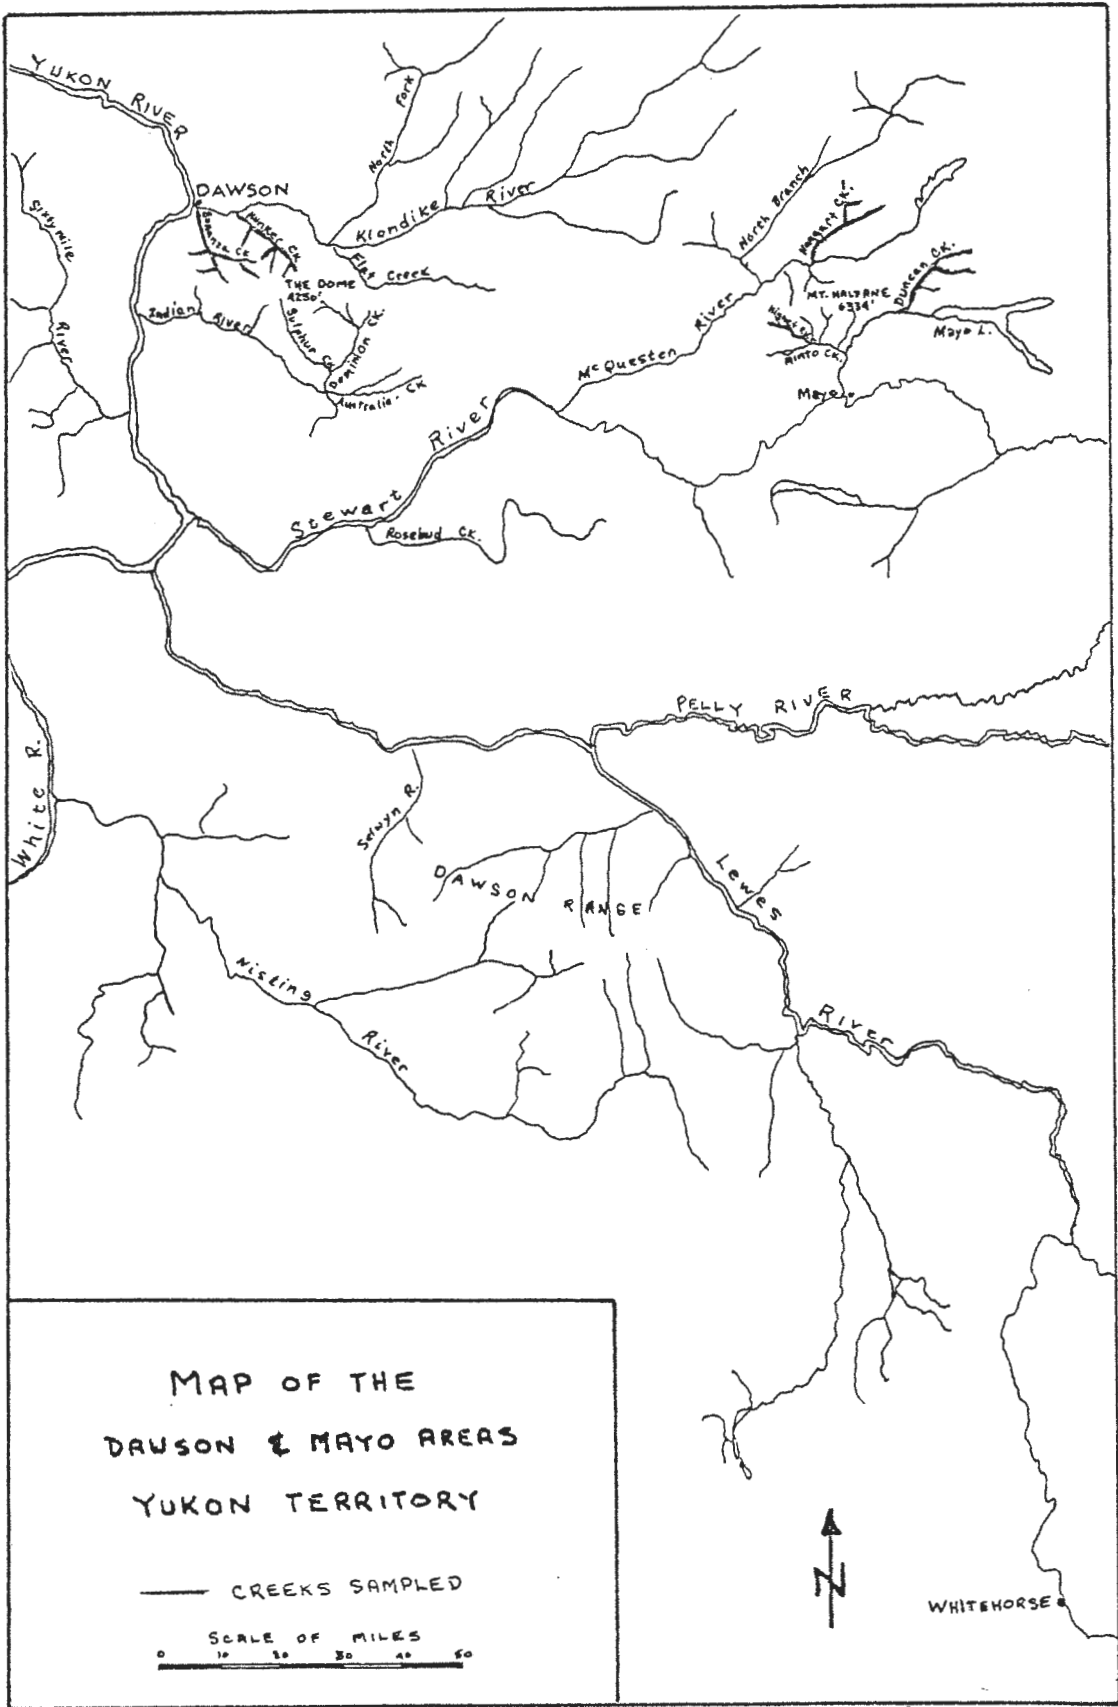 YUKON RIVER
North Fork
Sixtymile River
DAWSON
Bonanza Ck.
Hunker Ck.
Klondike River
North Branch
Haggart Ck.
Flat Creek
THE DOME
4250'
Duncan Ck.
MT. HALDANE
6334'
Indian River
Sulphur Ck.
Dominion Ck.
Mayo L.
McQuesten River
Minto Ck.
Australia Ck
Mayo
Stewart River
Rosebud Ck.
PELLY RIVER
White R.
Selwyn R.
DAWSON RANGE
Lewes River
Nisling River
MAP OF THE
DAWSON & MAYO AREAS
YUKON TERRITORY
CREEKS SAMPLED
SCALE OF MILES
0 10 20 30 40 50
N
WHITEHORSE